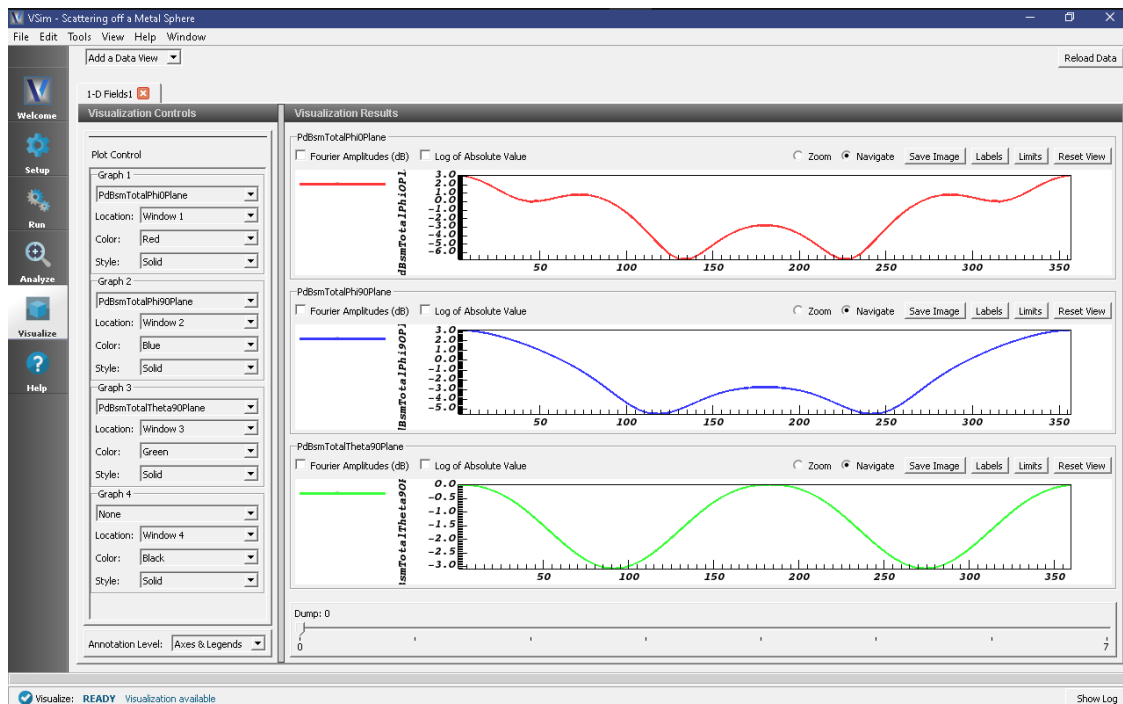 VSim - Scattering off a Metal Sphere
File Edit Tools View Help Window
Add a Data View
Reload Data
Welcome
Setup
Run
Analyze
Visualize
Help
1-D Fields1
Visualization Controls
Plot Control
Graph 1
PdBsmTotalPhi0Plane
Location: Window 1
Color: Red
Style: Solid
Graph 2
PdBsmTotalPhi90Plane
Location: Window 2
Color: Blue
Style: Solid
Graph 3
PdBsmTotalTheta90Plane
Location: Window 3
Color: Green
Style: Solid
Graph 4
None
Location: Window 4
Color: Black
Style: Solid
Annotation Level: Axes & Legends
Visualization Results
PdBsmTotalPhi0Plane
Fourier Amplitudes (dB) Log of Absolute Value Zoom Navigate Save Image Labels Limits Reset View
3.0
2.0
1.0
0.0
-1.0
-2.0
-3.0
-4.0
-5.0
-6.0
dBsmTotalPhi0Pl
50 100 150 200 250 300 350
PdBsmTotalPhi90Plane
Fourier Amplitudes (dB) Log of Absolute Value Zoom Navigate Save Image Labels Limits Reset View
3.0
2.0
1.0
0.0
-1.0
-2.0
-3.0
-4.0
-5.0
50 100 150 200 250 300 350
PdBsmTotalTheta90Plane
Fourier Amplitudes (dB) Log of Absolute Value Zoom Navigate Save Image Labels Limits Reset View
0.0
-0.5
-1.0
-1.5
-2.0
-2.5
-3.0
50 100 150 200 250 300 350
Dump: 0
0 7
Visualize: READY Visualization available
Show Log